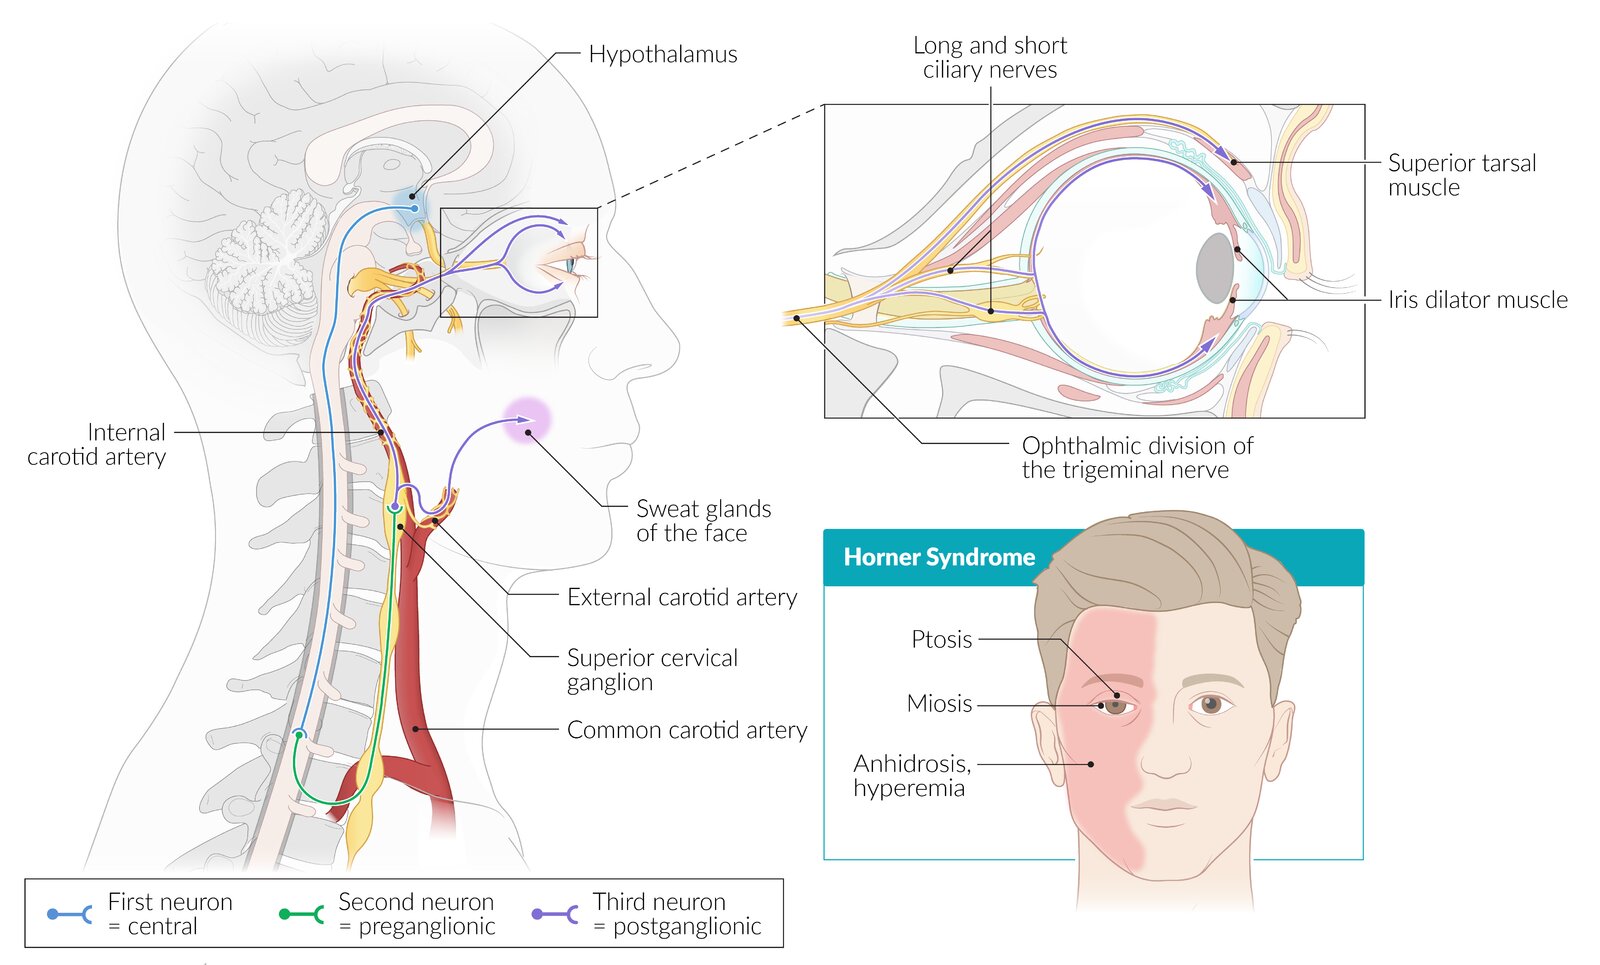 Hypothalamus
Long and short
ciliary nerves
Superior tarsal
muscle
Iris dilator muscle
Ophthalmic division of
the trigeminal nerve
Internal
carotid artery
Sweat glands
of the face
External carotid artery
Superior cervical
ganglion
Common carotid artery
Horner Syndrome
Ptosis
Miosis
Anhidrosis,
hyperemia
First neuron
= central
Second neuron
= preganglionic
Third neuron
= postganglionic